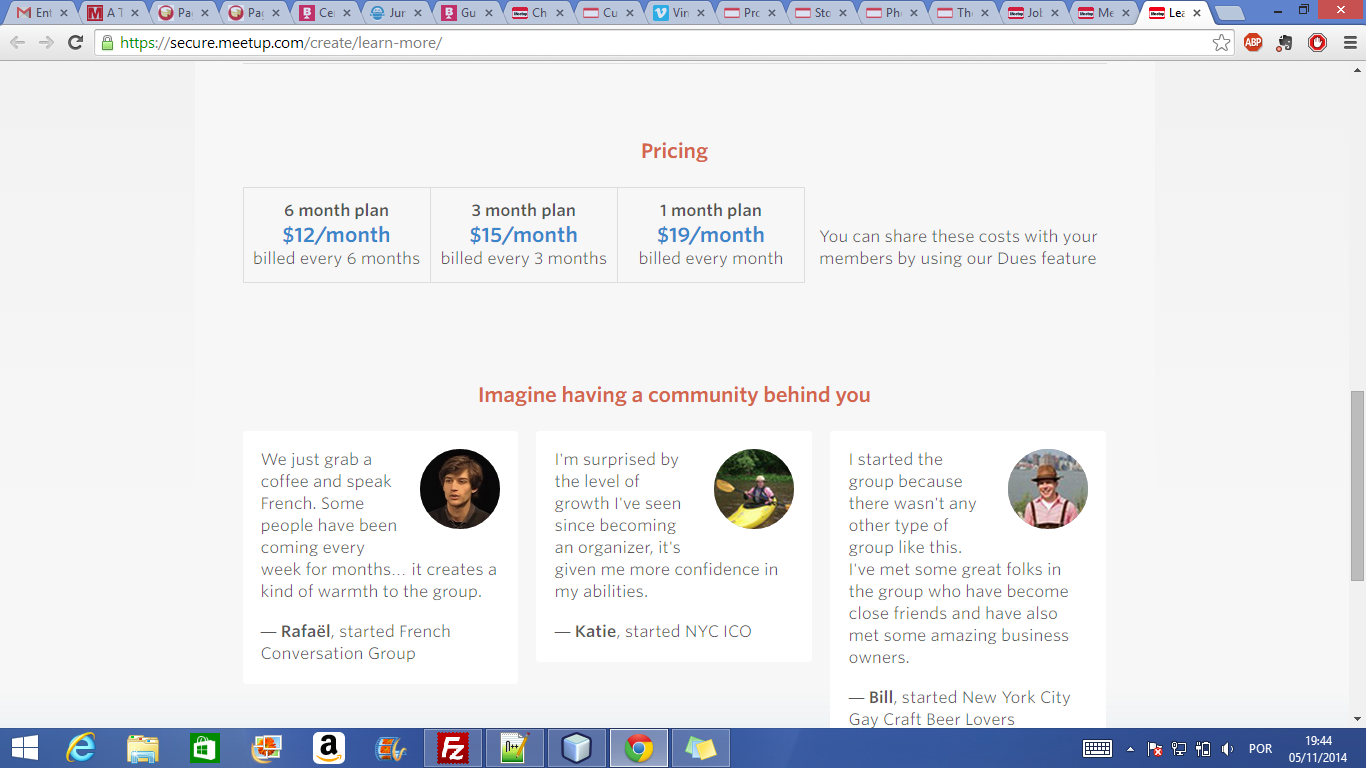 Ent
A T
Pa
Pag
Ce
Jur
Gu
Ch
Cu
Vin
Pro
Sto
Ph
Th
Jol
Me
Lea
https://secure.meetup.com/create/learn-more/
ABP
Pricing
6 month plan
$12/month
billed every 6 months
3 month plan
$15/month
billed every 3 months
1 month plan
$19/month
billed every month
You can share these costs with your
members by using our Dues feature
Imagine having a community behind you
We just grab a
coffee and speak
French. Some
people have been
coming every
week for months... it creates a
kind of warmth to the group.
— Rafaël, started French
Conversation Group
I'm surprised by
the level of
growth I've seen
since becoming
an organizer, it's
given me more confidence in
my abilities.
— Katie, started NYC ICO
I started the
group because
there wasn't any
other type of
group like this.
I've met some great folks in
the group who have become
close friends and have also
met some amazing business
owners.
— Bill, started New York City
Gay Craft Beer Lovers
POR
19:44
05/11/2014